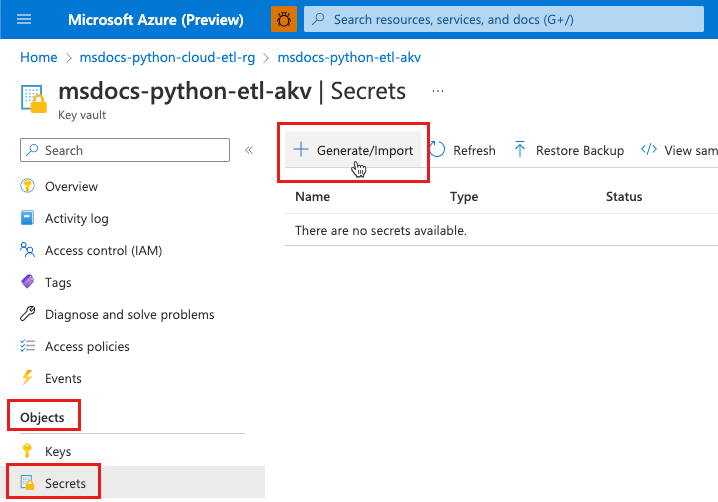 Microsoft Azure (Preview)
Search resources, services, and docs (G+/)
Home > msdocs-python-cloud-etl-rg > msdocs-python-etl-akv
msdocs-python-etl-akv | Secrets ...
Key vault
Search
«
Generate/Import
Refresh
Restore Backup
</> View sam
Overview
Activity log
Access control (IAM)
Tags
Diagnose and solve problems
Access policies
Events
Objects
Keys
Secrets
Name Type Status
There are no secrets available.